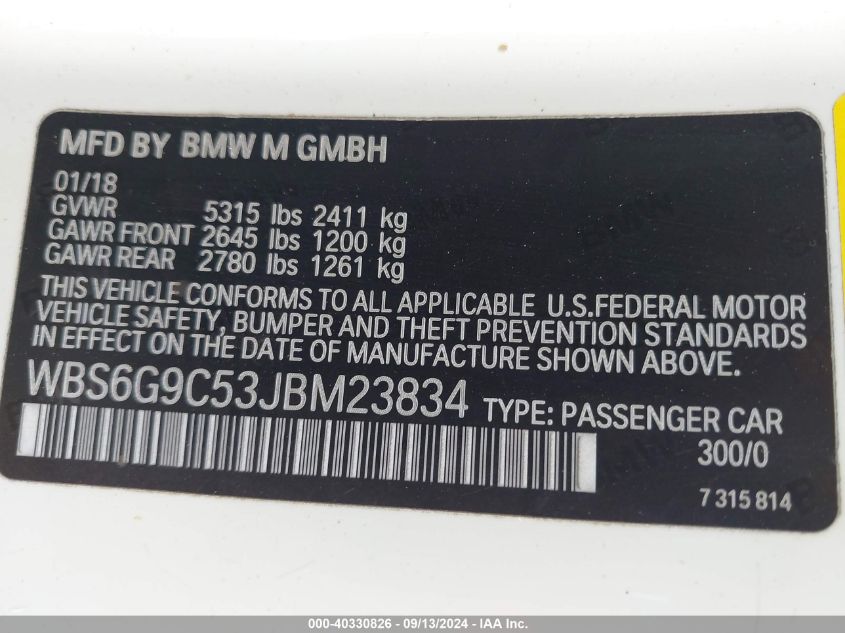 MFD BY BMW M GMBH
01/18
GVWR 5315 lbs 2411 kg
GAWR FRONT 2645 lbs 1200 kg
GAWR REAR 2780 lbs 1261 kg
THIS VEHICLE CONFORMS TO ALL APPLICABLE U.S.FEDERAL MOTOR
VEHICLE SAFETY, BUMPER AND THEFT PREVENTION STANDARDS
IN EFFECT ON THE DATE OF MANUFACTURE SHOWN ABOVE.
WBS6G9C53JBM23834 TYPE: PASSENGER CAR
300/0
7 315 814
000-40330826 - 09/13/2024 - IAA Inc.